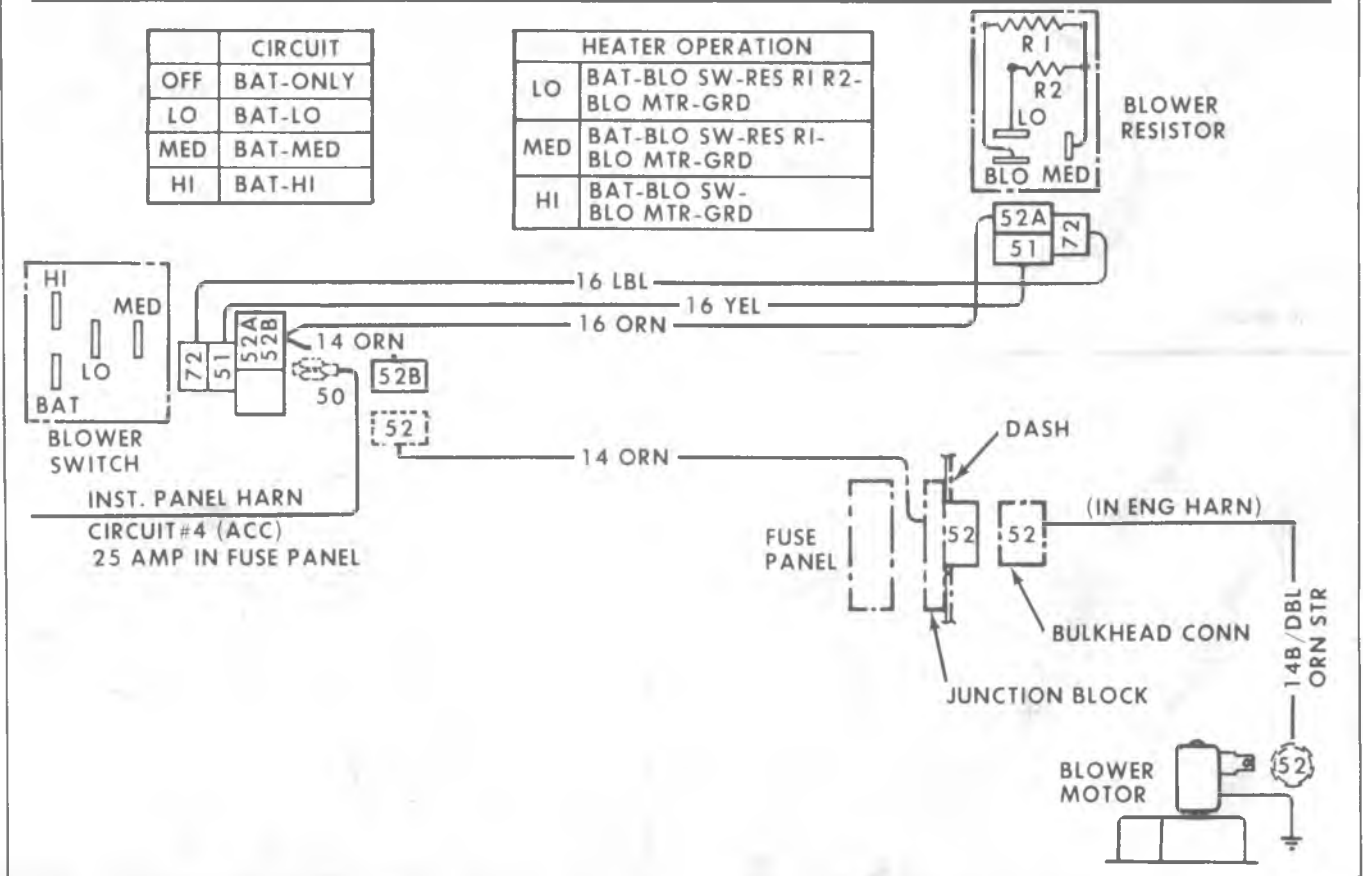 CIRCUIT
OFF BAT-ONLY
LO BAT-LO
MED BAT-MED
HI BAT-HI
HEATER OPERATION
LO BAT-BLO SW-RES RI R2-
BLO MTR-GRD
MED BAT-BLO SW-RES RI-
BLO MTR-GRD
HI BAT-BLO SW-
BLO MTR-GRD
R I
R2
LO
BLO MED
BLOWER
RESISTOR
52A
51
72
HI
MED
LO
BAT
BLOWER
SWITCH
72
51
52A
52B
16 LBL
16 YEL
16 ORN
14 ORN
50
52B
52
14 ORN
INST. PANEL HARN
CIRCUIT#4 (ACC)
25 AMP IN FUSE PANEL
FUSE
PANEL
DASH
52
52
(IN ENG HARN)
BULKHEAD CONN
JUNCTION BLOCK
14B/DBL
ORN STR
BLOWER
MOTOR
52